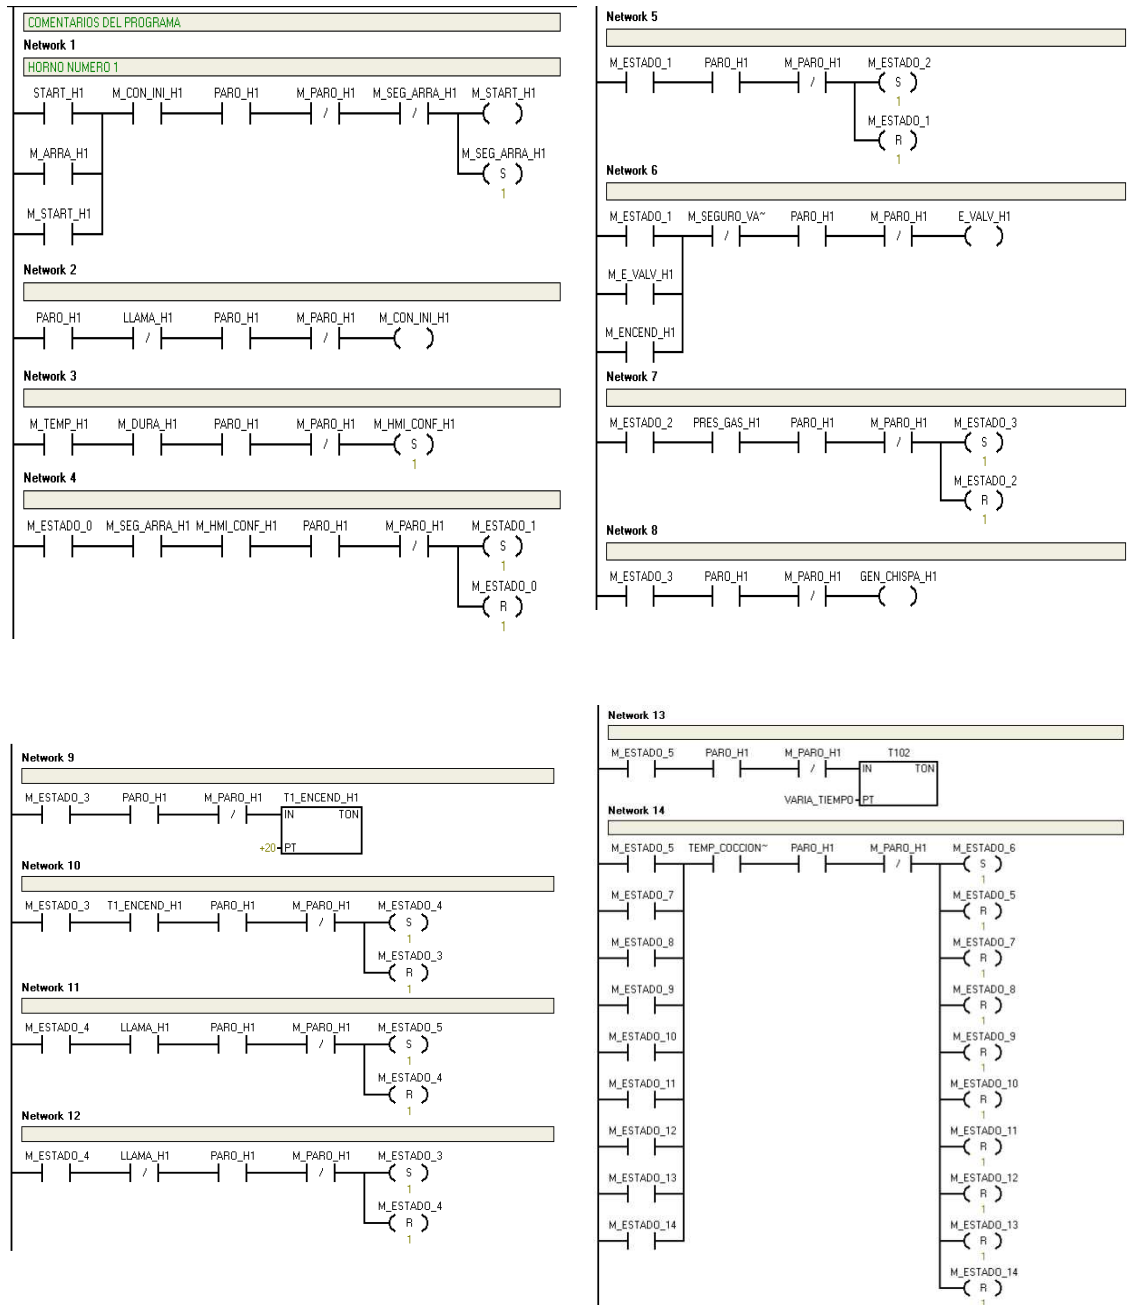 COMENTARIOS DEL PROGRAMA
Network 1
HORNO NUMERO 1
START_H1 M_CON_INI_H1 PARO_H1 M_PARO_H1 M_SEG_ARRA_H1 M_START_H1
M_ARRA_H1 M_SEG_ARRA_H1
S
1
M_START_H1
Network 2
PARO_H1 LLAMA_H1 PARO_H1 M_PARO_H1 M_CON_INI_H1
Network 3
M_TEMP_H1 M_DURA_H1 PARO_H1 M_PARO_H1 M_HMI_CONF_H1
S
1
Network 4
M_ESTADO_0 M_SEG_ARRA_H1 M_HMI_CONF_H1 PARO_H1 M_PARO_H1 M_ESTADO_1
S
1
M_ESTADO_0
R
1
Network 5
M_ESTADO_1 PARO_H1 M_PARO_H1 M_ESTADO_2
S
1
M_ESTADO_1
R
1
Network 6
M_ESTADO_1 M_SEGURO_VA~ PARO_H1 M_PARO_H1 E_VALV_H1
M_E_VALV_H1
M_ENCEND_H1
Network 7
M_ESTADO_2 PRES_GAS_H1 PARO_H1 M_PARO_H1 M_ESTADO_3
S
1
M_ESTADO_2
R
1
Network 8
M_ESTADO_3 PARO_H1 M_PARO_H1 GEN_CHISPA_H1
Network 9
M_ESTADO_3 PARO_H1 M_PARO_H1 T1_ENCEND_H1
IN TON
+20 PT
Network 10
M_ESTADO_3 T1_ENCEND_H1 PARO_H1 M_PARO_H1 M_ESTADO_4
S
1
M_ESTADO_3
R
1
Network 11
M_ESTADO_4 LLAMA_H1 PARO_H1 M_PARO_H1 M_ESTADO_5
S
1
M_ESTADO_4
R
1
Network 12
M_ESTADO_4 LLAMA_H1 PARO_H1 M_PARO_H1 M_ESTADO_3
S
1
M_ESTADO_4
R
1
Network 13
M_ESTADO_5 PARO_H1 M_PARO_H1 T102
IN TON
VARIA_TIEMPO PT
Network 14
M_ESTADO_5 TEMP_COCCION~ PARO_H1 M_PARO_H1 M_ESTADO_6
S
1
M_ESTADO_7 M_ESTADO_5
R
1
M_ESTADO_8 M_ESTADO_7
R
1
M_ESTADO_9 M_ESTADO_8
R
1
M_ESTADO_10 M_ESTADO_9
R
1
M_ESTADO_11 M_ESTADO_10
R
1
M_ESTADO_12 M_ESTADO_11
R
1
M_ESTADO_13 M_ESTADO_12
R
1
M_ESTADO_14 M_ESTADO_13
R
1
M_ESTADO_14
R
1